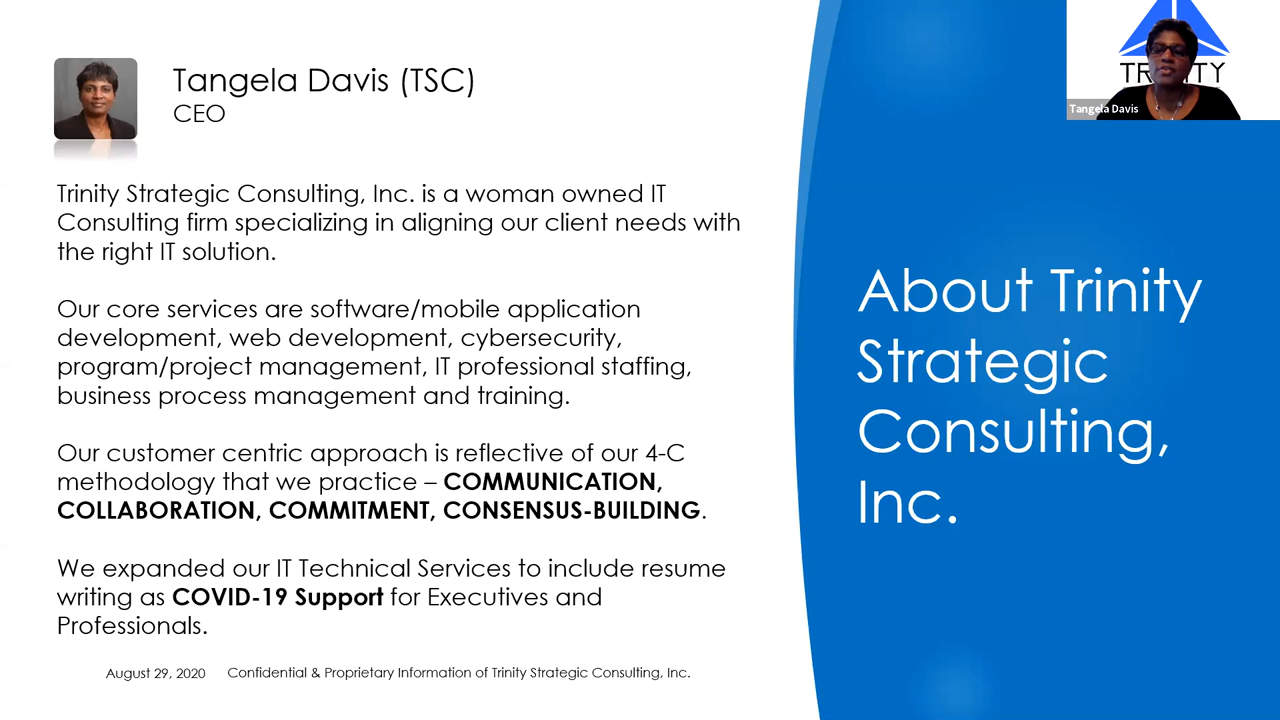 Tangela Davis (TSC)
CEO
Trinity Strategic Consulting, Inc. is a woman owned IT
Consulting firm specializing in aligning our client needs with
the right IT solution.
Our core services are software/mobile application
development, web development, cybersecurity,
program/project management, IT professional staffing,
business process management and training.
Our customer centric approach is reflective of our 4-C
methodology that we practice – COMMUNICATION,
COLLABORATION, COMMITMENT, CONSENSUS-BUILDING.
We expanded our IT Technical Services to include resume
writing as COVID-19 Support for Executives and
Professionals.
August 29, 2020 Confidential & Proprietary Information of Trinity Strategic Consulting, Inc.
Tangela Davis
About Trinity
Strategic
Consulting,
Inc.